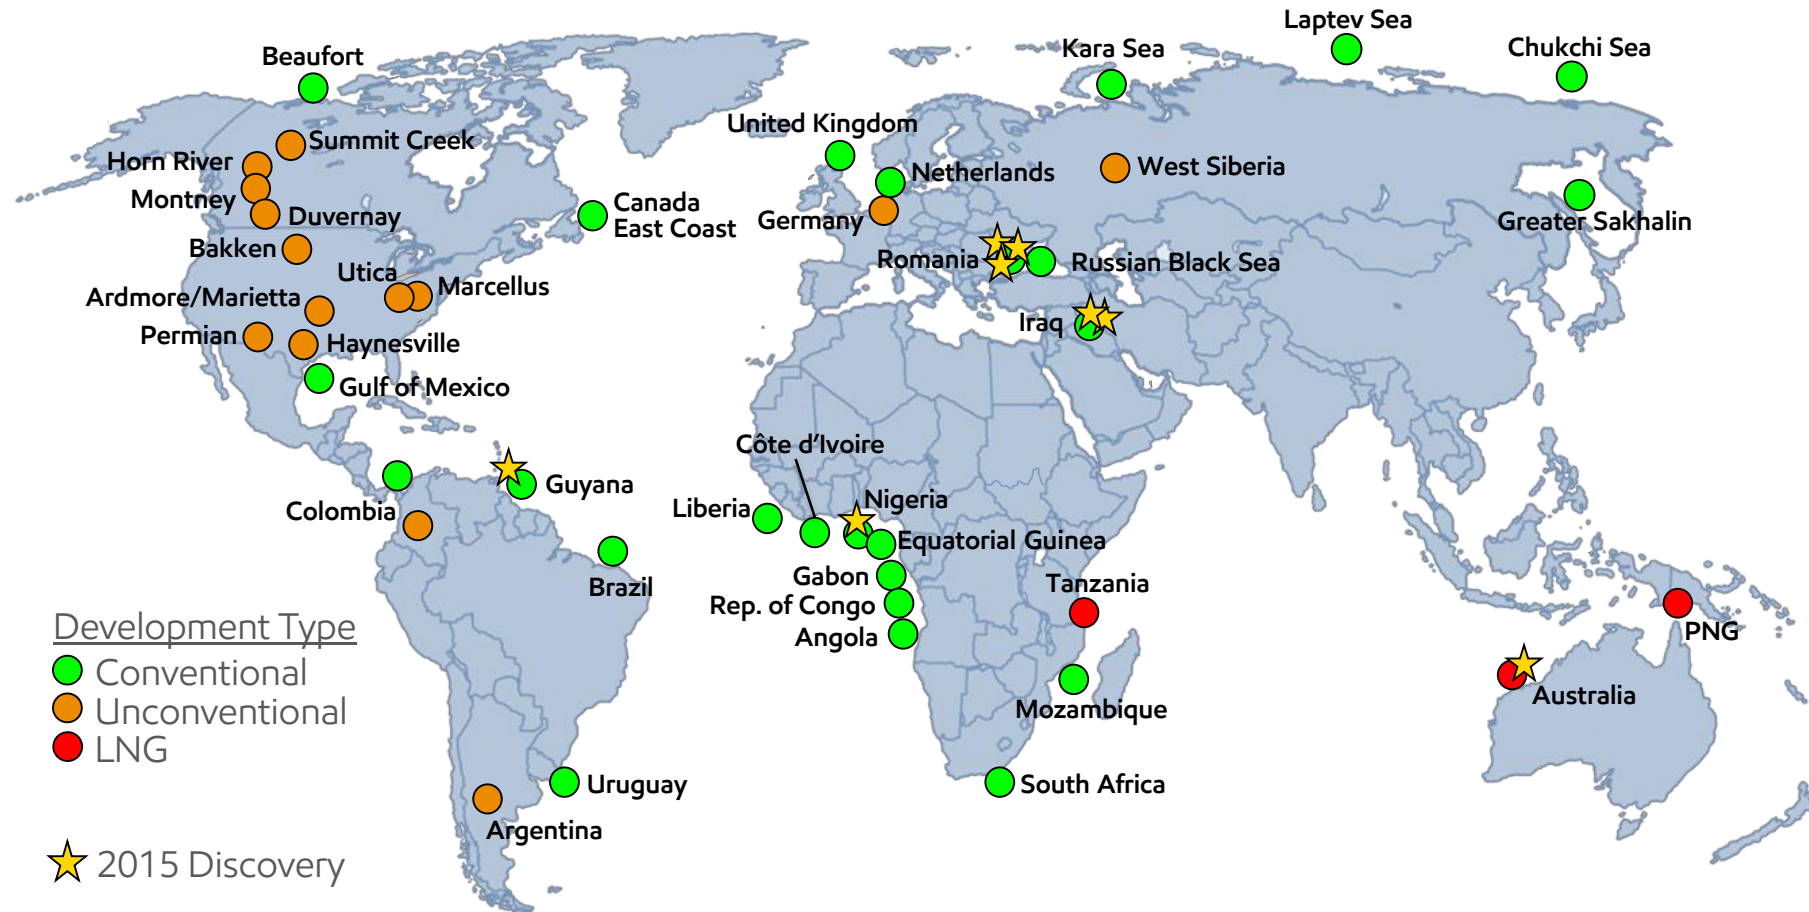 Laptev Sea
Kara Sea
Chukchi Sea
Beaufort
United Kingdom
Summit Creek
Horn River
Netherlands
West Siberia
Montney
Canada
East Coast
Duvernay
Germany
Greater Sakhalin
Bakken
Romania
Russian Black Sea
Utica
Marcellus
Ardmore/Marietta
Iraq
Permian
Haynesville
Gulf of Mexico
Côte d'Ivoire
Guyana
Nigeria
Colombia
Liberia
Equatorial Guinea
Gabon
Tanzania
Brazil
Rep. of Congo
Angola
PNG
Development Type
Conventional
Unconventional
LNG
Australia
Mozambique
Uruguay
South Africa
Argentina
2015 Discovery